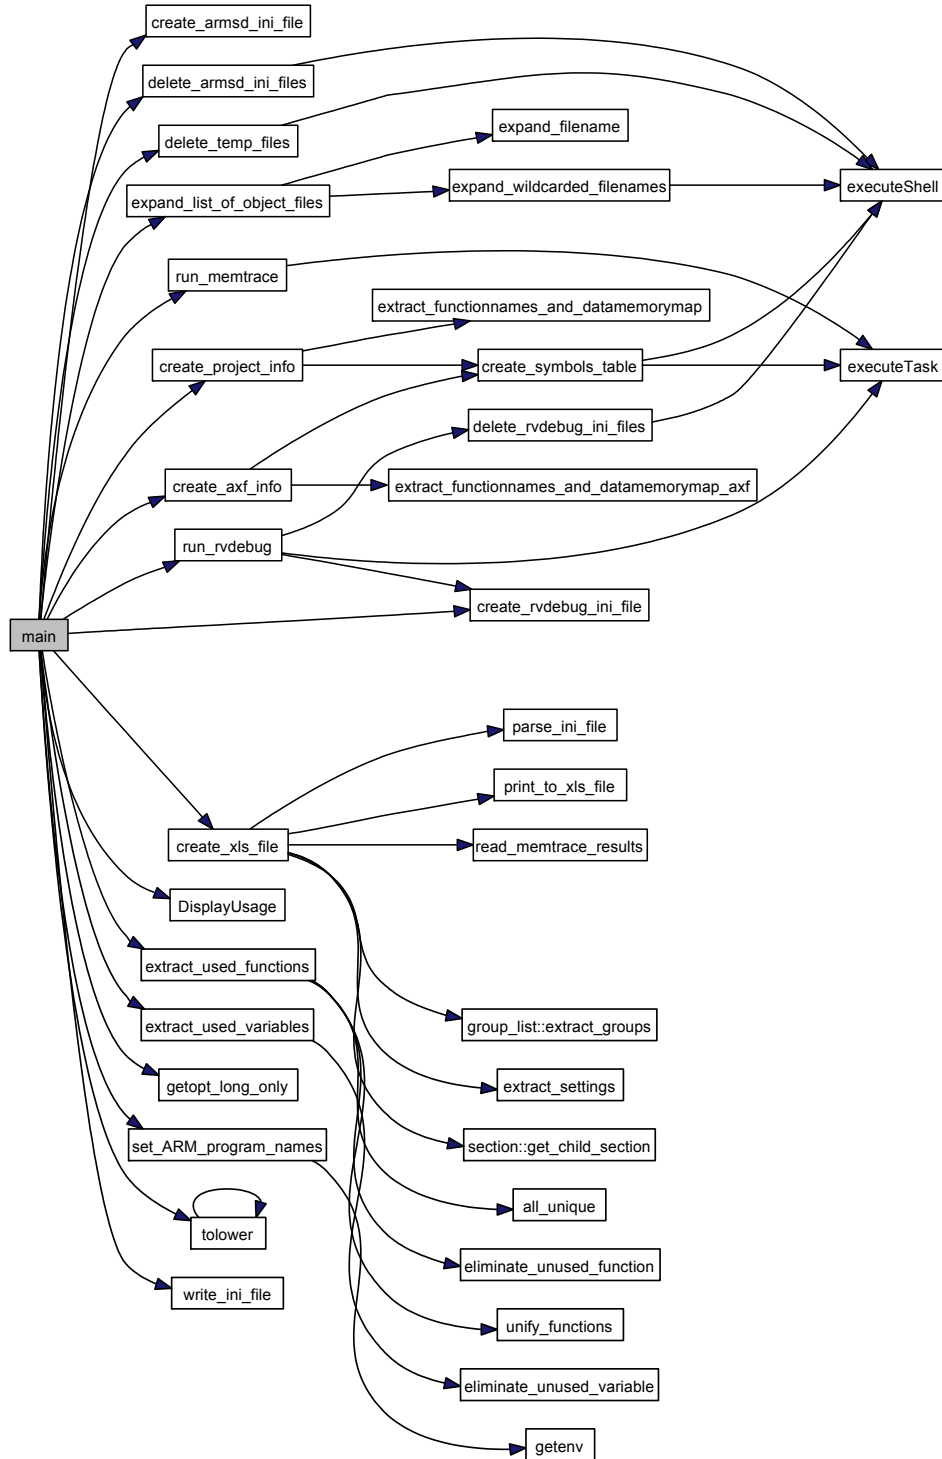 create_armsd_ini_file
delete_armsd_ini_files
expand_filename
delete_temp_files
expand_wildcarded_filenames
executeShell
expand_list_of_object_files
run_memtrace
extract_functionnames_and_datamemorymap
create_project_info
create_symbols_table
executeTask
delete_rvdebug_ini_files
create_axf_info
extract_functionnames_and_datamemorymap_axf
run_rvdebug
create_rvdebug_ini_file
main
parse_ini_file
print_to_xls_file
create_xls_file
read_memtrace_results
DisplayUsage
extract_used_functions
extract_used_variables
group_list::extract_groups
getopt_long_only
extract_settings
set_ARM_program_names
section::get_child_section
all_unique
tolower
eliminate_unused_function
write_ini_file
unify_functions
eliminate_unused_variable
getenv